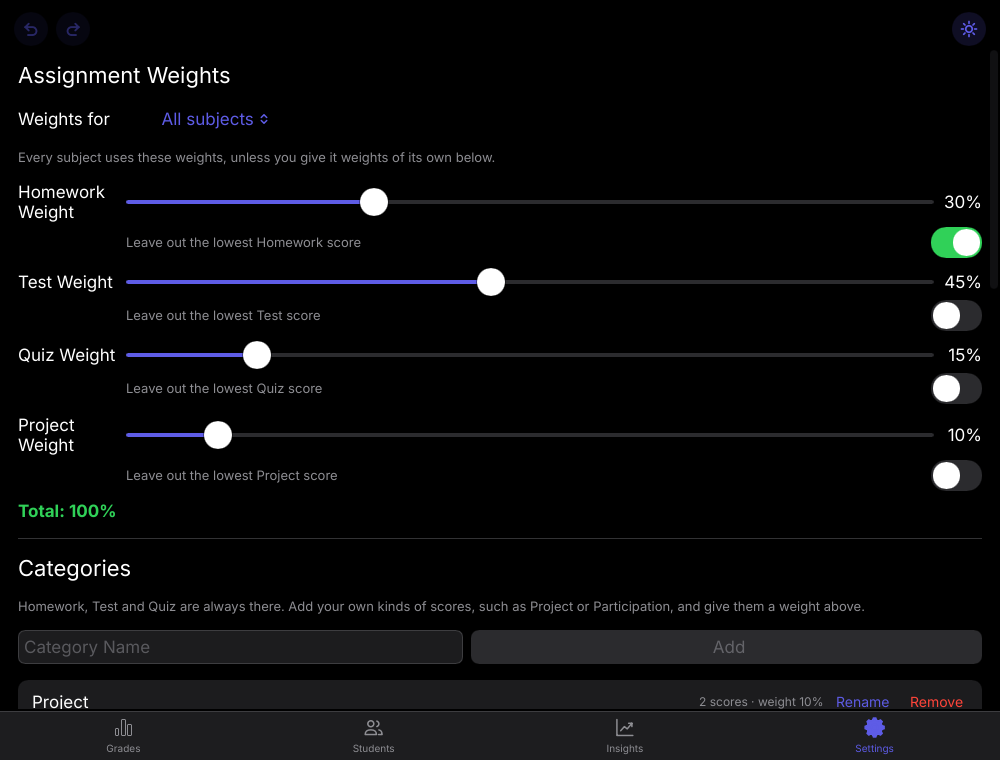 Assignment Weights
Weights for All subjects
Every subject uses these weights, unless you give it weights of its own below.
Homework
Weight
30%
Leave out the lowest Homework score
Test Weight
45%
Leave out the lowest Test score
Quiz Weight
15%
Leave out the lowest Quiz score
Project
Weight
10%
Leave out the lowest Project score
Total: 100%
Categories
Homework, Test and Quiz are always there. Add your own kinds of scores, such as Project or Participation, and give them a weight above.
Category Name
Add
Project
2 scores · weight 10%
Rename
Remove
Grades
Students
Insights
Settings